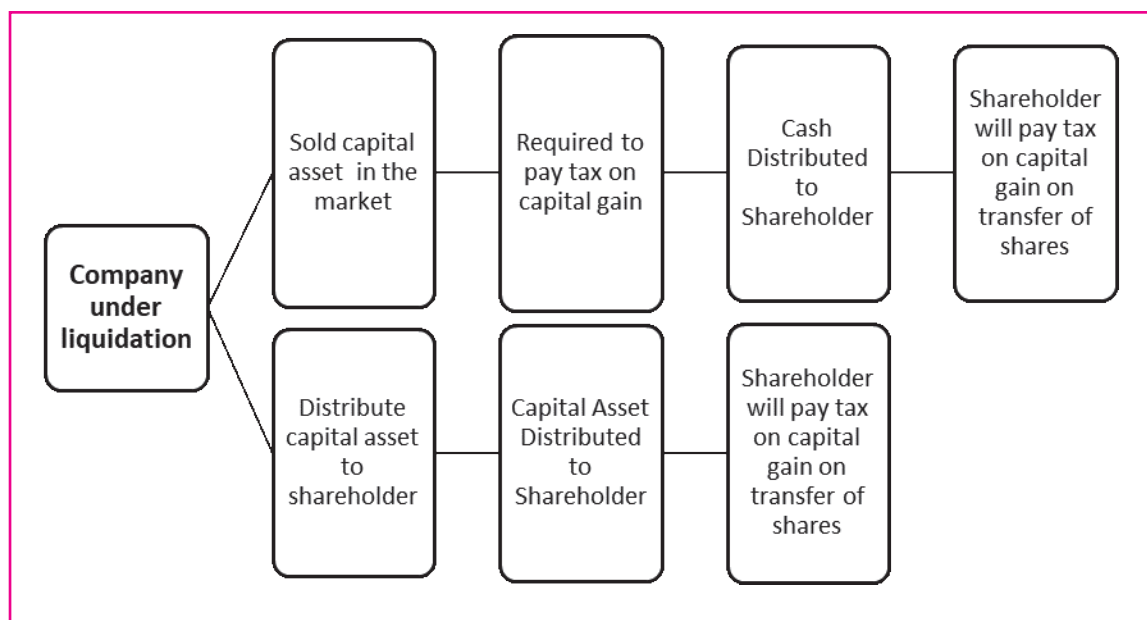 Company
under
liquidation
Sold capital
asset in the
market
Required to
pay tax on
capital gain
Cash
Distributed
to
Shareholder
Shareholder
will pay tax
on capital
gain on
transfer of
shares
Distribute
capital asset
to
shareholder
Capital Asset
Distributed
to
Shareholder
Shareholder
will pay tax
on capital
gain on
transfer of
shares